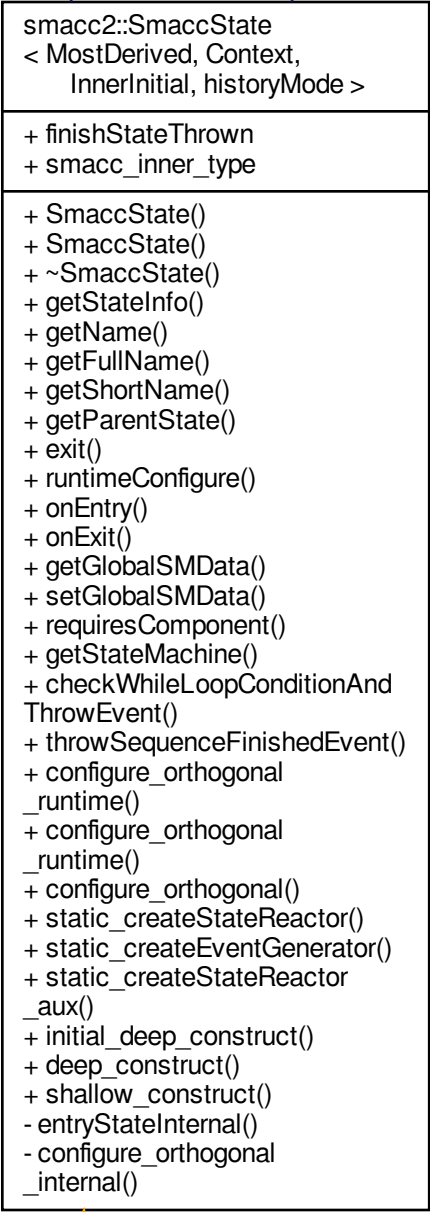 smacc2::SmaccState
< MostDerived, Context,
InnerInitial, historyMode >
+ finishStateThrown
+ smacc_inner_type
+ SmaccState()
+ SmaccState()
+ ~SmaccState()
+ getStateInfo()
+ getName()
+ getFullName()
+ getShortName()
+ getParentState()
+ exit()
+ runtimeConfigure()
+ onEntry()
+ onExit()
+ getGlobalSMData()
+ setGlobalSMData()
+ requiresComponent()
+ getStateMachine()
+ checkWhileLoopConditionAnd
ThrowEvent()
+ throwSequenceFinishedEvent()
+ configure_orthogonal
_runtime()
+ configure_orthogonal
_runtime()
+ configure_orthogonal()
+ static_createStateReactor()
+ static_createEventGenerator()
+ static_createStateReactor
_aux()
+ initial_deep_construct()
+ deep_construct()
+ shallow_construct()
- entryStateInternal()
- configure_orthogonal
_internal()